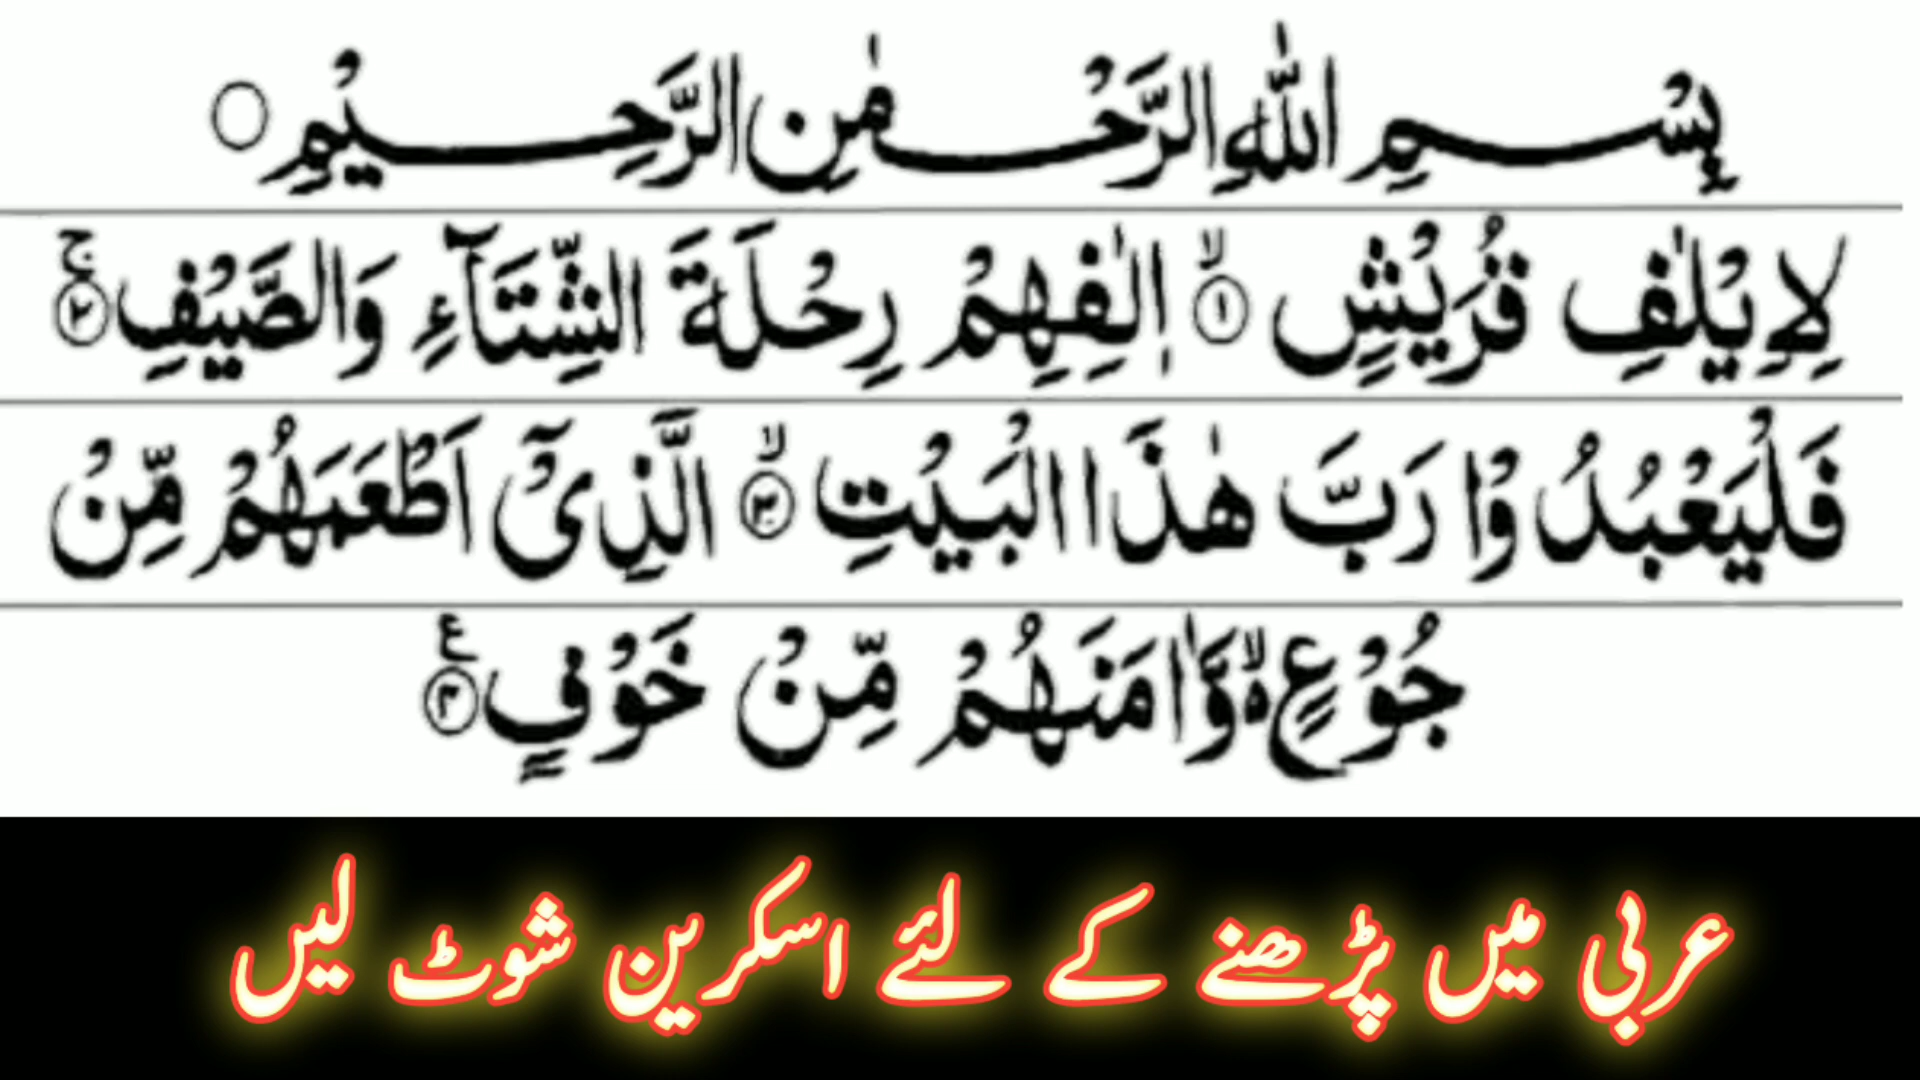 بِسْمِ اللّٰهِ الرَّحْمٰنِ الرَّحِيْمِ ○
لِاِيْلٰفِ قُرَيْشٍ ۙ﴿۱﴾ اٖلٰفِهِمْ رِحْلَةَ الشِّتَآءِ وَالصَّيْفِ ۚ﴿۲﴾
فَلْيَعْبُدُوْا رَبَّ هٰذَا الْبَيْتِ ۙ﴿۳﴾ الَّذِيْۤ اَطْعَمَهُمْ مِّنْ
جُوْعٍ ۙ۬ وَّاٰمَنَهُمْ مِّنْ خَوْفٍ ﴿۴﴾ ع
عربی میں پڑھنے کے لئے اسکرین شوٹ لیں